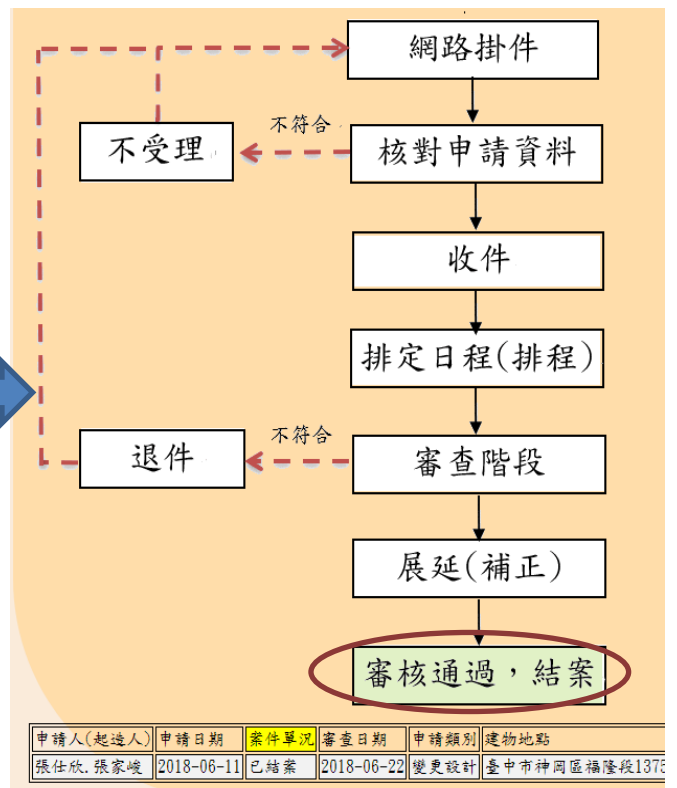 網路掛件
不符合
不受理
核對申請資料
收件
排定日程(排程)
不符合
退件
審查階段
展延(補正)
審核通過，結案
申請人(起造人) 申請日期 案件單況 審查日期 申請類別 建物地點
張仕欣.張家峻 2018-06-11 已結案 2018-06-22 變更設計 臺中市神岡區福隆段1375